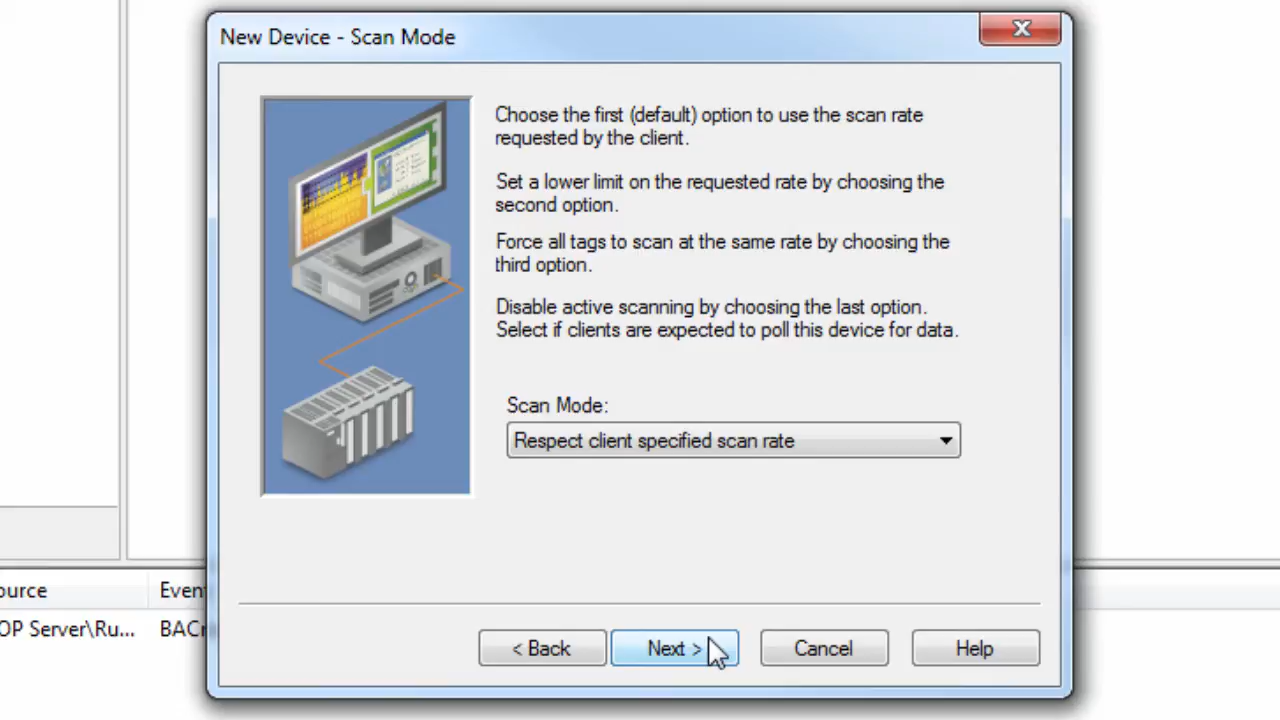 New Device - Scan Mode
Choose the first (default) option to use the scan rate
requested by the client.
Set a lower limit on the requested rate by choosing the
second option.
Force all tags to scan at the same rate by choosing the
third option.
Disable active scanning by choosing the last option.
Select if clients are expected to poll this device for data.
Scan Mode:
Respect client specified scan rate
ource
Even
OP Server\Ru...
BACn
< Back
Next >
Cancel
Help